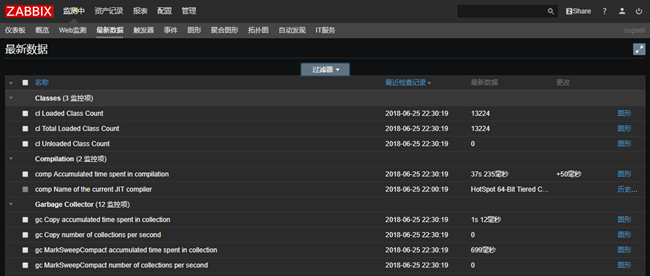 ZABBIX 监测中 资产记录 报表 配置 管理 Share ?
仪表板 概览 Web监测 最新数据 触发器 事件 图形 聚合图形 拓扑图 自动发现 IT服务
最新数据
过滤器
名称 最近检查记录 最新数据 更改
Classes (3 监控项)
cl Loaded Class Count 2018-06-25 22:30:19 13224 图形
cl Total Loaded Class Count 2018-06-25 22:30:19 13224 图形
cl Unloaded Class Count 2018-06-25 22:30:19 0 图形
Compilation (2 监控项)
comp Accumulated time spent in compilation 2018-06-25 22:30:19 37s 235毫秒 +50毫秒 图形
comp Name of the current JIT compiler 2018-06-25 22:00:19 HotSpot 64-Bit Tiered C... 历史...
Garbage Collector (12 监控项)
gc Copy accumulated time spent in collection 2018-06-25 22:30:19 1s 12毫秒 图形
gc Copy number of collections per second 2018-06-25 22:30:19 0 图形
gc MarkSweepCompact accumulated time spent in collection 2018-06-25 22:30:19 699毫秒 图形
gc MarkSweepCompact number of collections per second 2018-06-25 22:30:19 0 图形